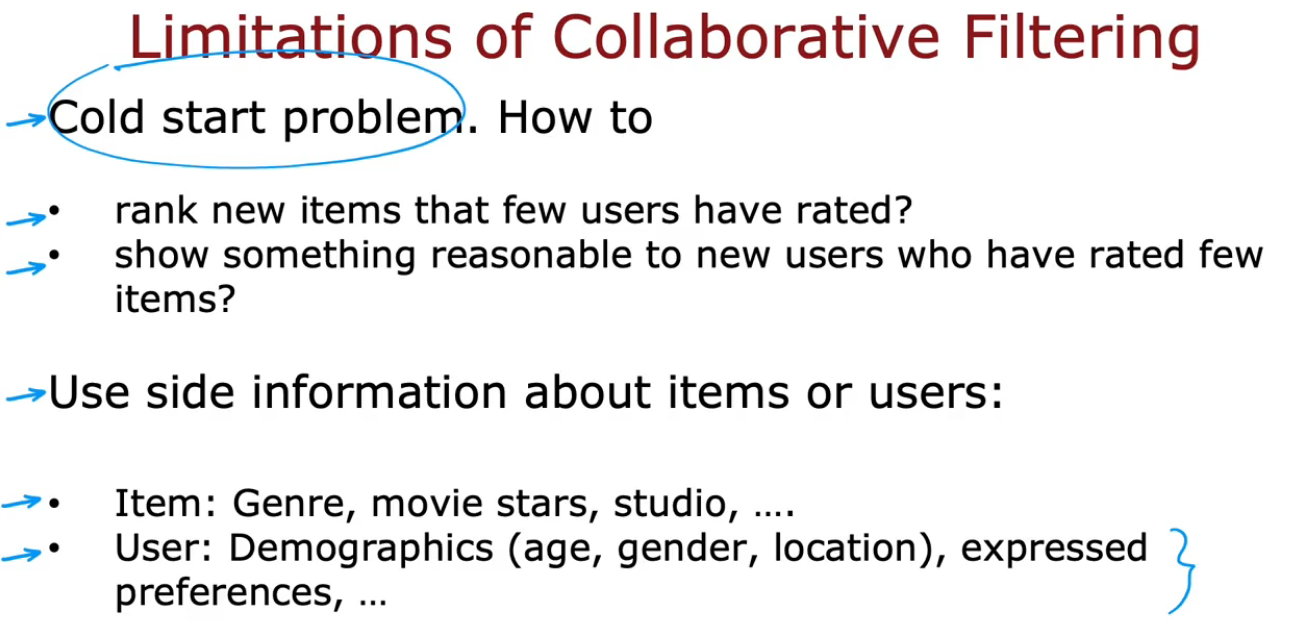 Limitations of Collaborative Filtering
Cold start problem. How to
• rank new items that few users have rated?
• show something reasonable to new users who have rated few
items?
Use side information about items or users:
• Item: Genre, movie stars, studio, ....
• User: Demographics (age, gender, location), expressed
preferences, ...